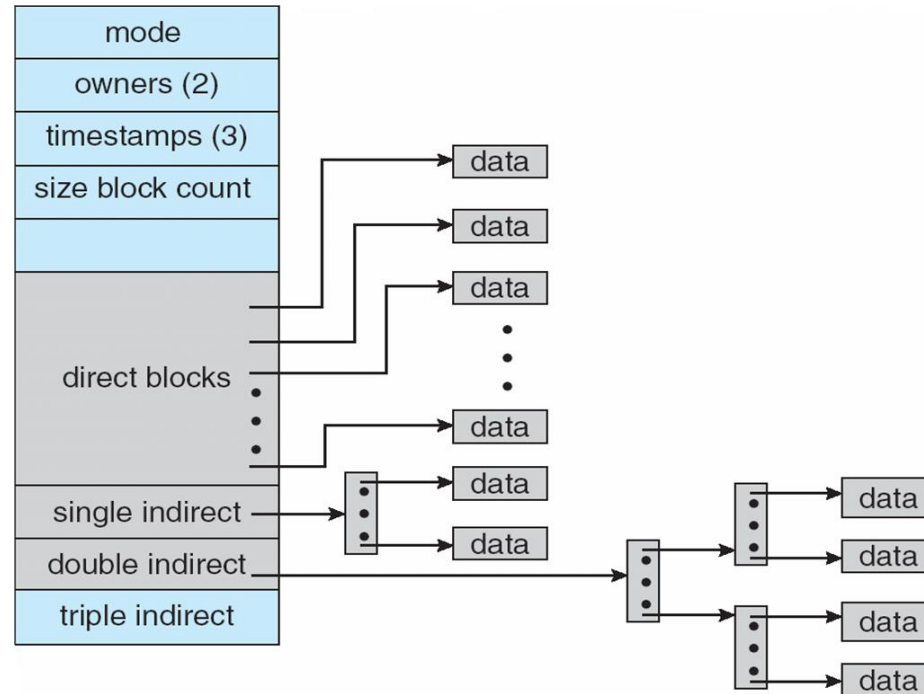 mode
owners (2)
timestamps (3)
size block count
direct blocks
single indirect
double indirect
triple indirect
data
data
data
data
data
data
data
data
data
data